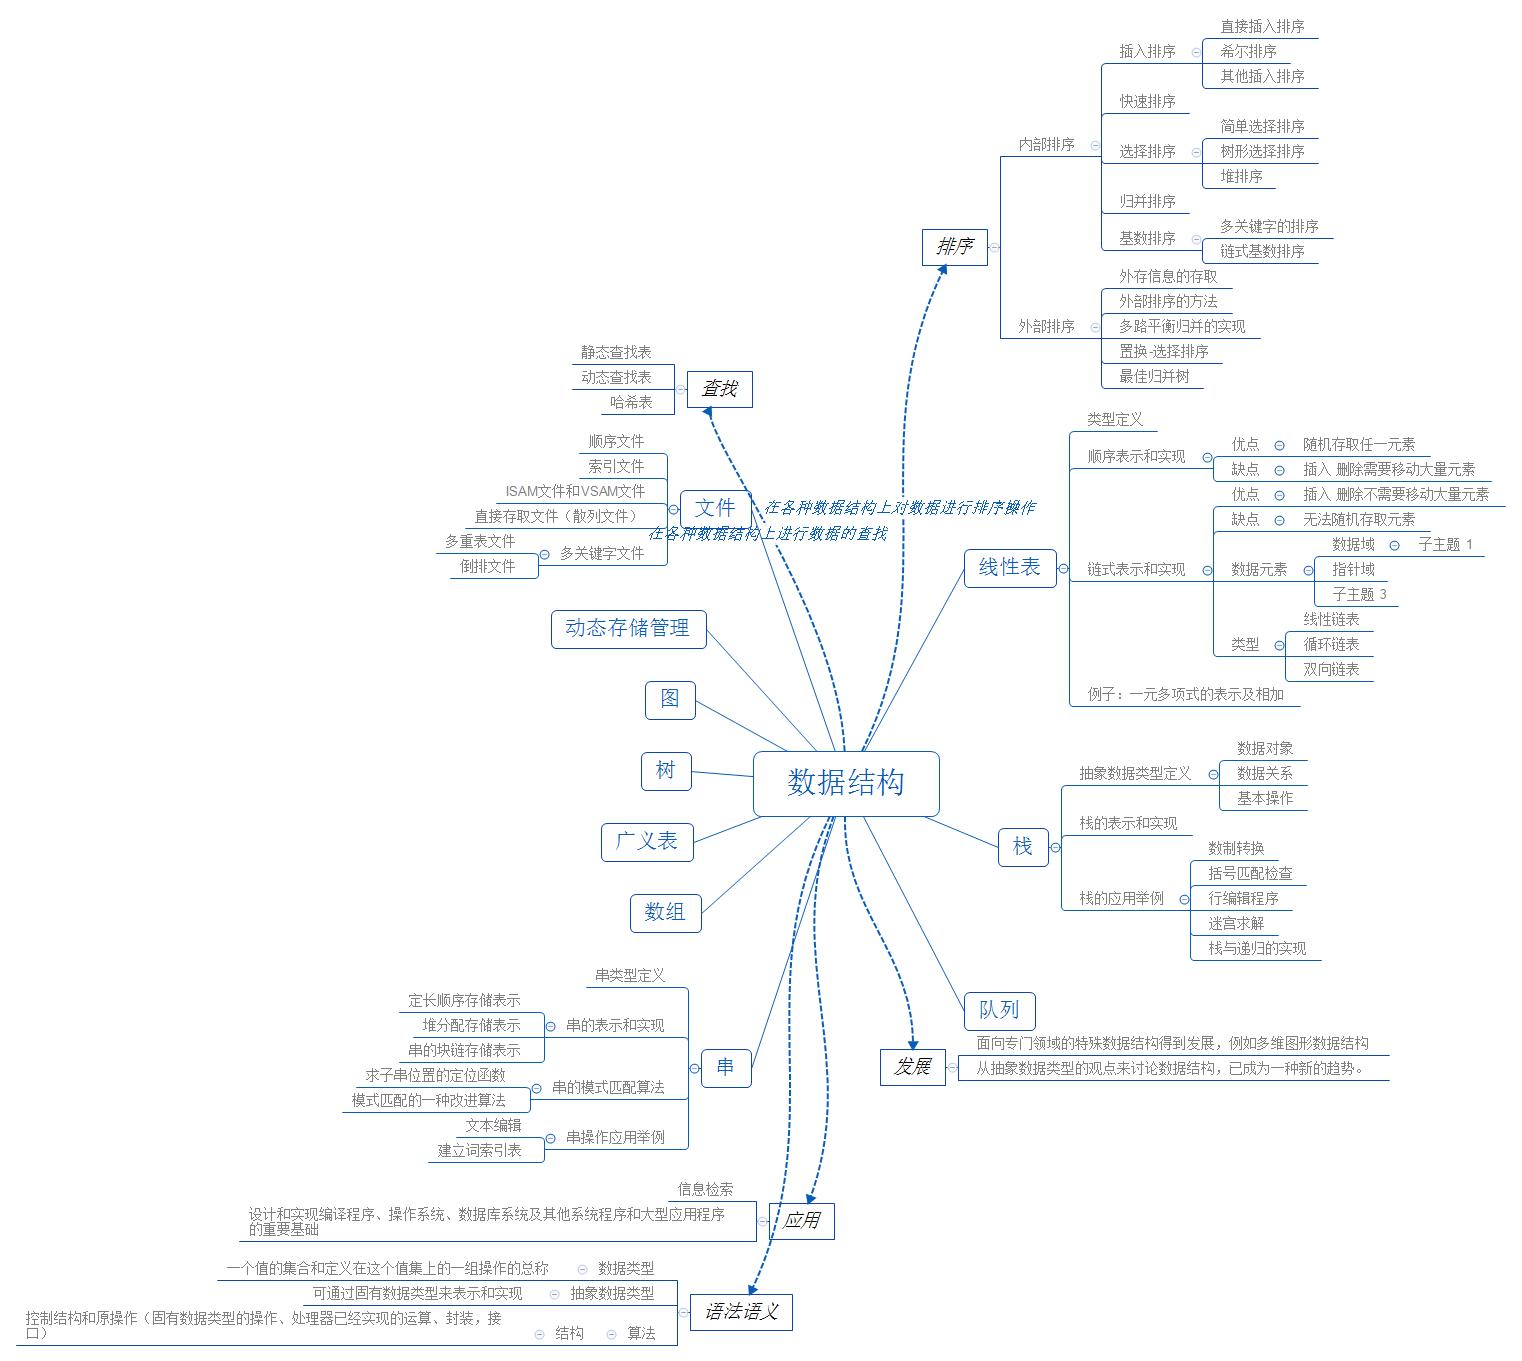 数据结构
排序
内部排序
插入排序
直接插入排序
希尔排序
其他插入排序
快速排序
选择排序
简单选择排序
树形选择排序
堆排序
归并排序
基数排序
多关键字的排序
链式基数排序
外部排序
外存信息的存取
外部排序的方法
多路平衡归并的实现
置换-选择排序
最佳归并树
在各种数据结构上对数据进行排序操作
在各种数据结构上进行数据的查找
线性表
类型定义
顺序表示和实现
优点
随机存取任一元素
缺点
插入 删除需要移动大量元素
链式表示和实现
优点
插入 删除不需要移动大量元素
缺点
无法随机存取元素
数据元素
数据域
子主题 1
指针域
子主题 3
类型
线性链表
循环链表
双向链表
例子：一元多项式的表示及相加
栈
抽象数据类型定义
数据对象
数据关系
基本操作
栈的表示和实现
栈的应用举例
数制转换
括号匹配检查
行编辑程序
迷宫求解
栈与递归的实现
队列
发展
面向专门领域的特殊数据结构得到发展，例如多维图形数据结构
从抽象数据类型的观点来讨论数据结构，已成为一种新的趋势。
查找
静态查找表
动态查找表
哈希表
文件
顺序文件
索引文件
ISAM文件和VSAM文件
直接存取文件（散列文件）
多关键字文件
多重表文件
倒排文件
动态存储管理
图
树
广义表
数组
串
串类型定义
串的表示和实现
定长顺序存储表示
堆分配存储表示
串的块链存储表示
串的模式匹配算法
求子串位置的定位函数
模式匹配的一种改进算法
串操作应用举例
文本编辑
建立词索引表
应用
信息检索
设计和实现编译程序、操作系统、数据库系统及其他系统程序和大型应用程序
的重要基础
语法语义
数据类型
一个值的集合和定义在这个值集上的一组操作的总称
抽象数据类型
可通过固有数据类型来表示和实现
算法
结构
控制结构和原操作（固有数据类型的操作、处理器已经实现的运算、封装，接
口）